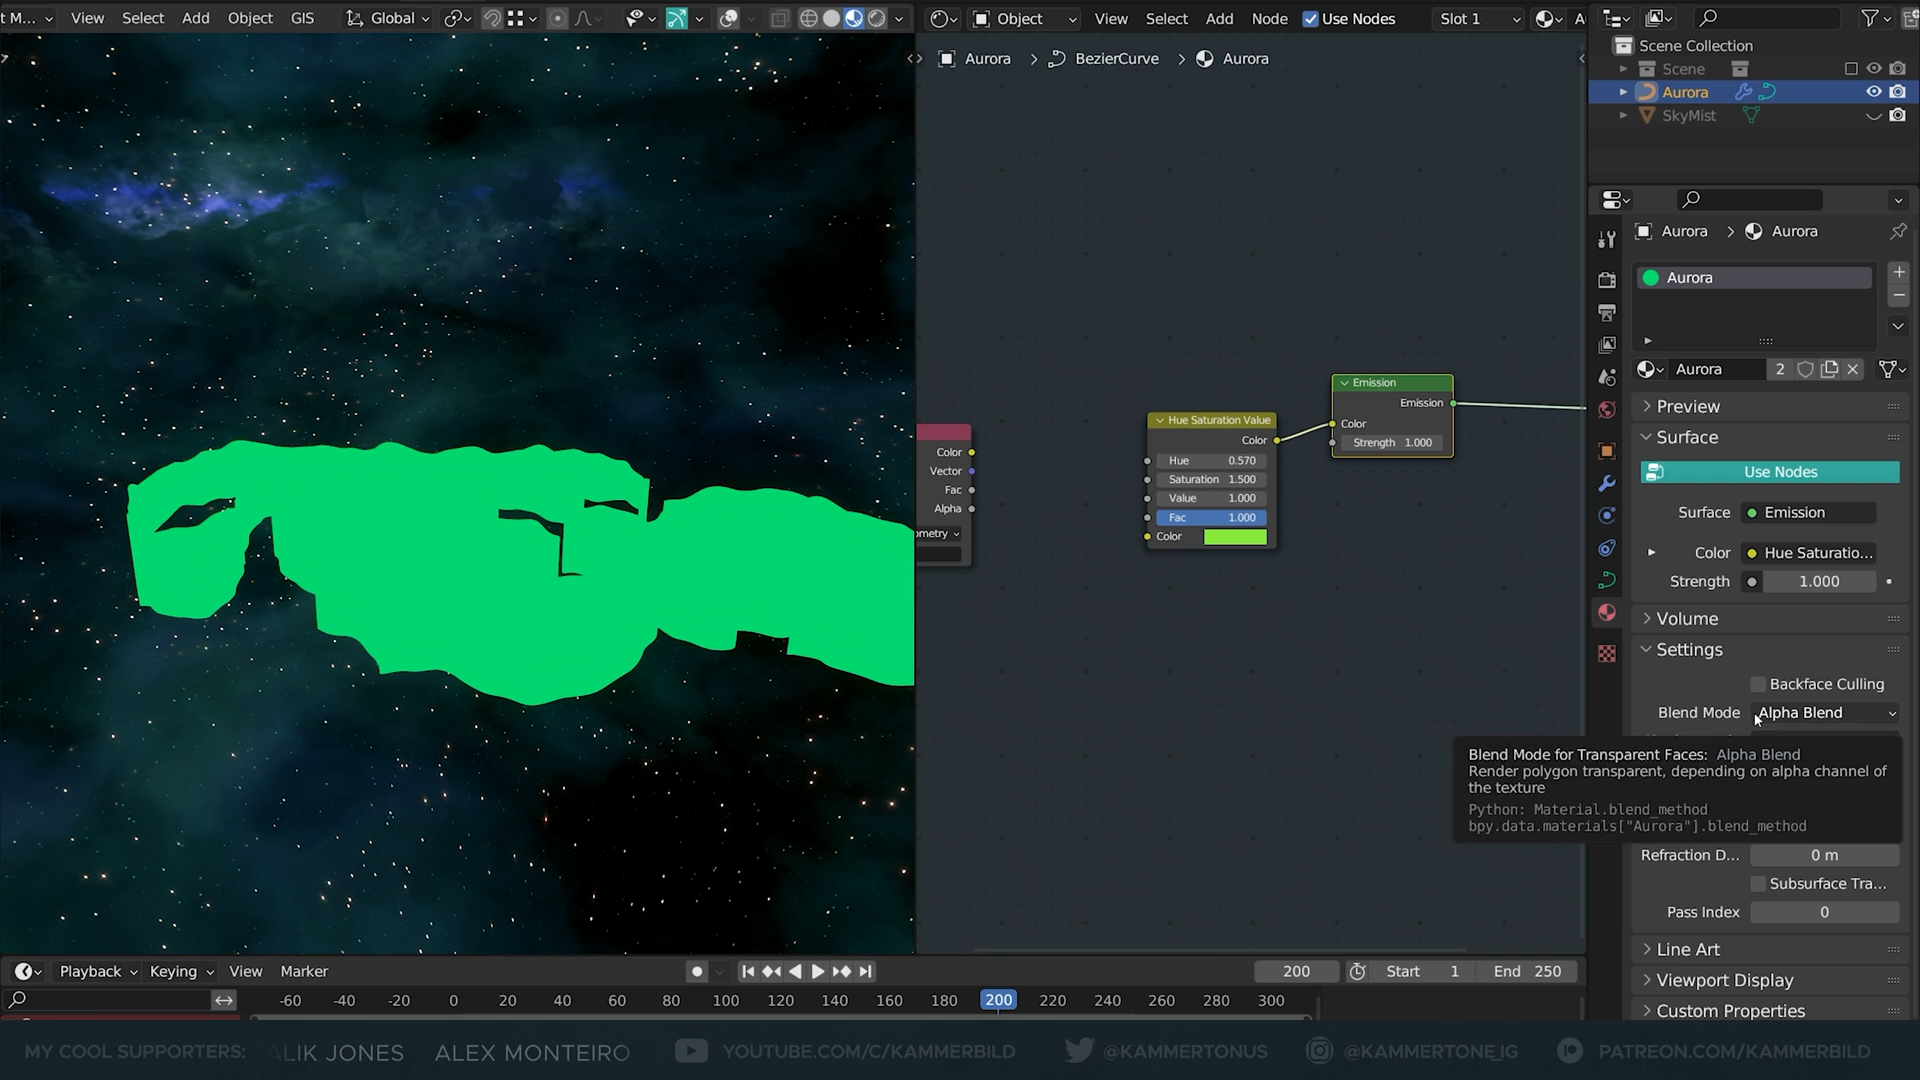 t M...
View
Select
Add
Object
GIS
Global
Object
View
Select
Add
Node
Use Nodes
Slot 1
Aurora
BezierCurve
Aurora
Scene Collection
Scene
Aurora
SkyMist
Aurora
Aurora
Aurora
Aurora
2
Preview
Surface
Use Nodes
Surface
Emission
Color
Hue Saturatio...
Strength
1.000
Volume
Settings
Backface Culling
Blend Mode
Alpha Blend
Blend Mode for Transparent Faces: Alpha Blend
Render polygon transparent, depending on alpha channel of
the texture
Python: Material.blend_method
bpy.data.materials["Aurora"].blend_method
Refraction D...
0 m
Subsurface Tra...
Pass Index
0
Line Art
Viewport Display
Custom Properties
Color
Vector
Fac
Alpha
ometry
Hue Saturation Value
Color
Hue 0.570
Saturation 1.500
Value 1.000
Fac 1.000
Color
Emission
Emission
Color
Strength 1.000
Playback
Keying
View
Marker
200
Start 1
End 250
-60 -40 -20 0 20 40 60 80 100 120 140 160 180 200 220 240 260 280 300
MY COOL SUPPORTERS:
ALIK JONES
ALEX MONTEIRO
YOUTUBE.COM/C/KAMMERBILD
@KAMMERTONUS
@KAMMERTONE_IG
PATREON.COM/KAMMERBILD